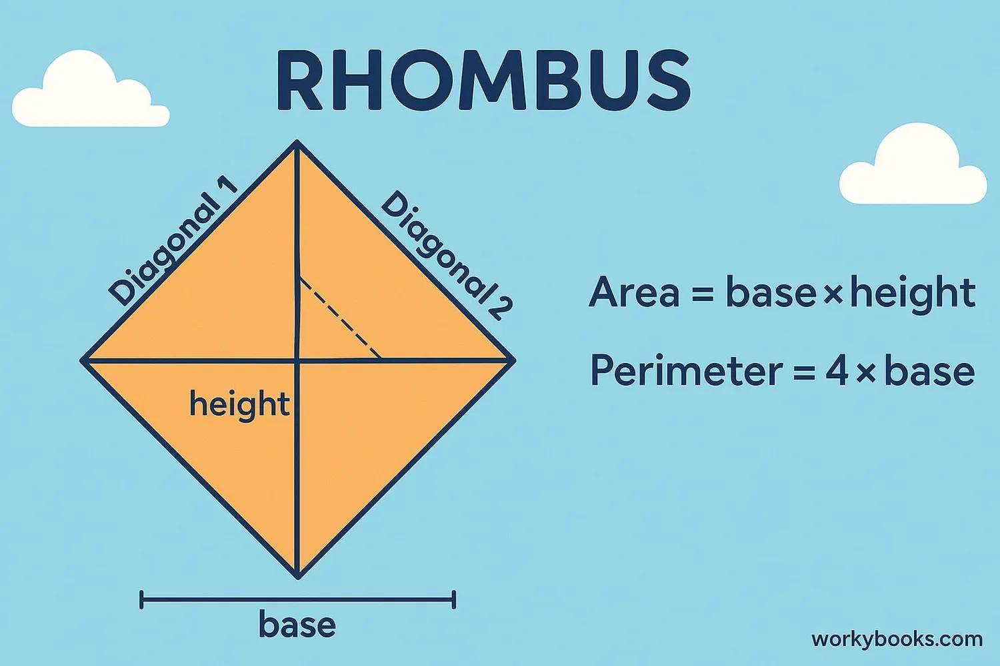 RHOMBUS
Diagonal 1
Diagonal 2
Area = base × height
Perimeter = 4 × base
height
base
workybooks.com